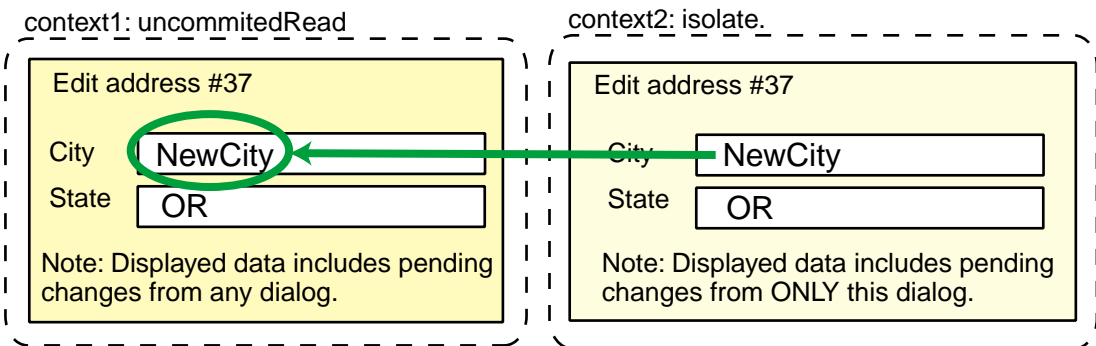 context1: uncommitedRead
Edit address #37
City NewCity
State OR
Note: Displayed data includes pending
changes from any dialog.
context2: isolate.
Edit address #37
City NewCity
State OR
Note: Displayed data includes pending
changes from ONLY this dialog.